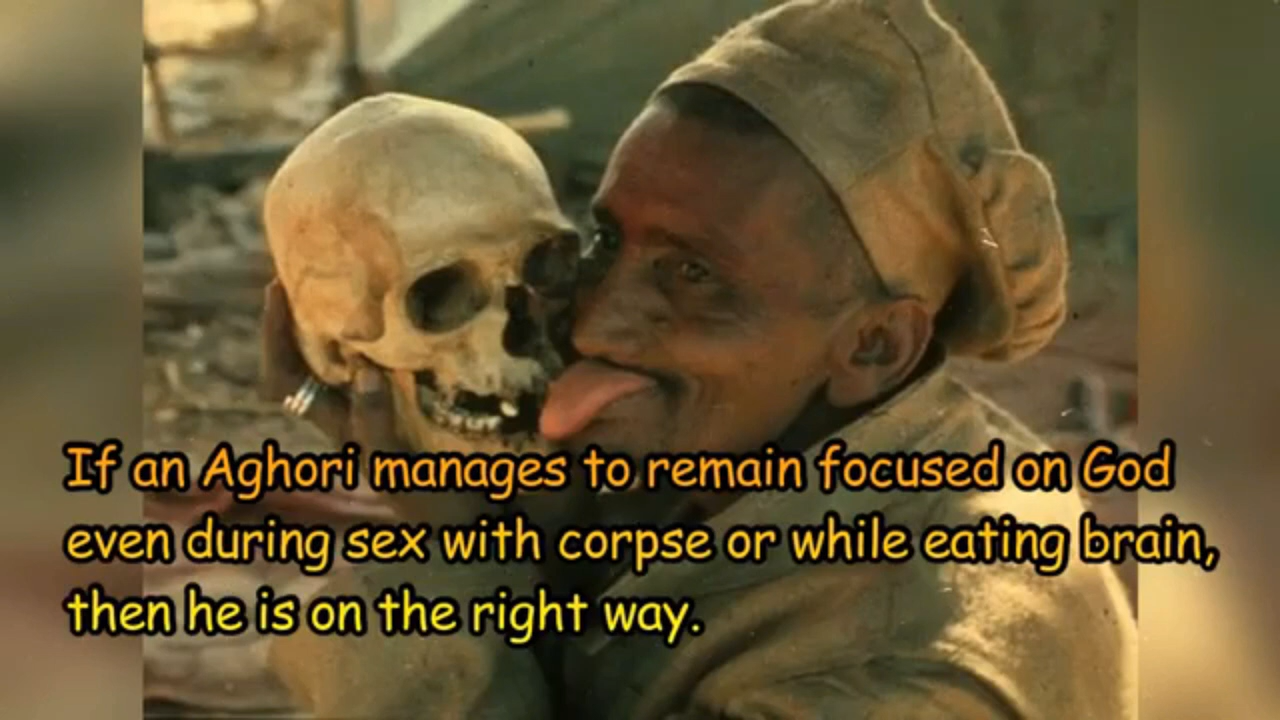 If an Aghori manages to remain focused on God
even during sex with corpse or while eating brain,
then he is on the right way.